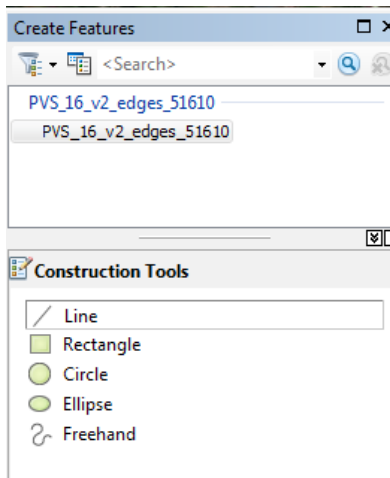 Create Features
<Search>
PVS_16_v2_edges_51610
PVS_16_v2_edges_51610
Construction Tools
Line
Rectangle
Circle
Ellipse
Freehand